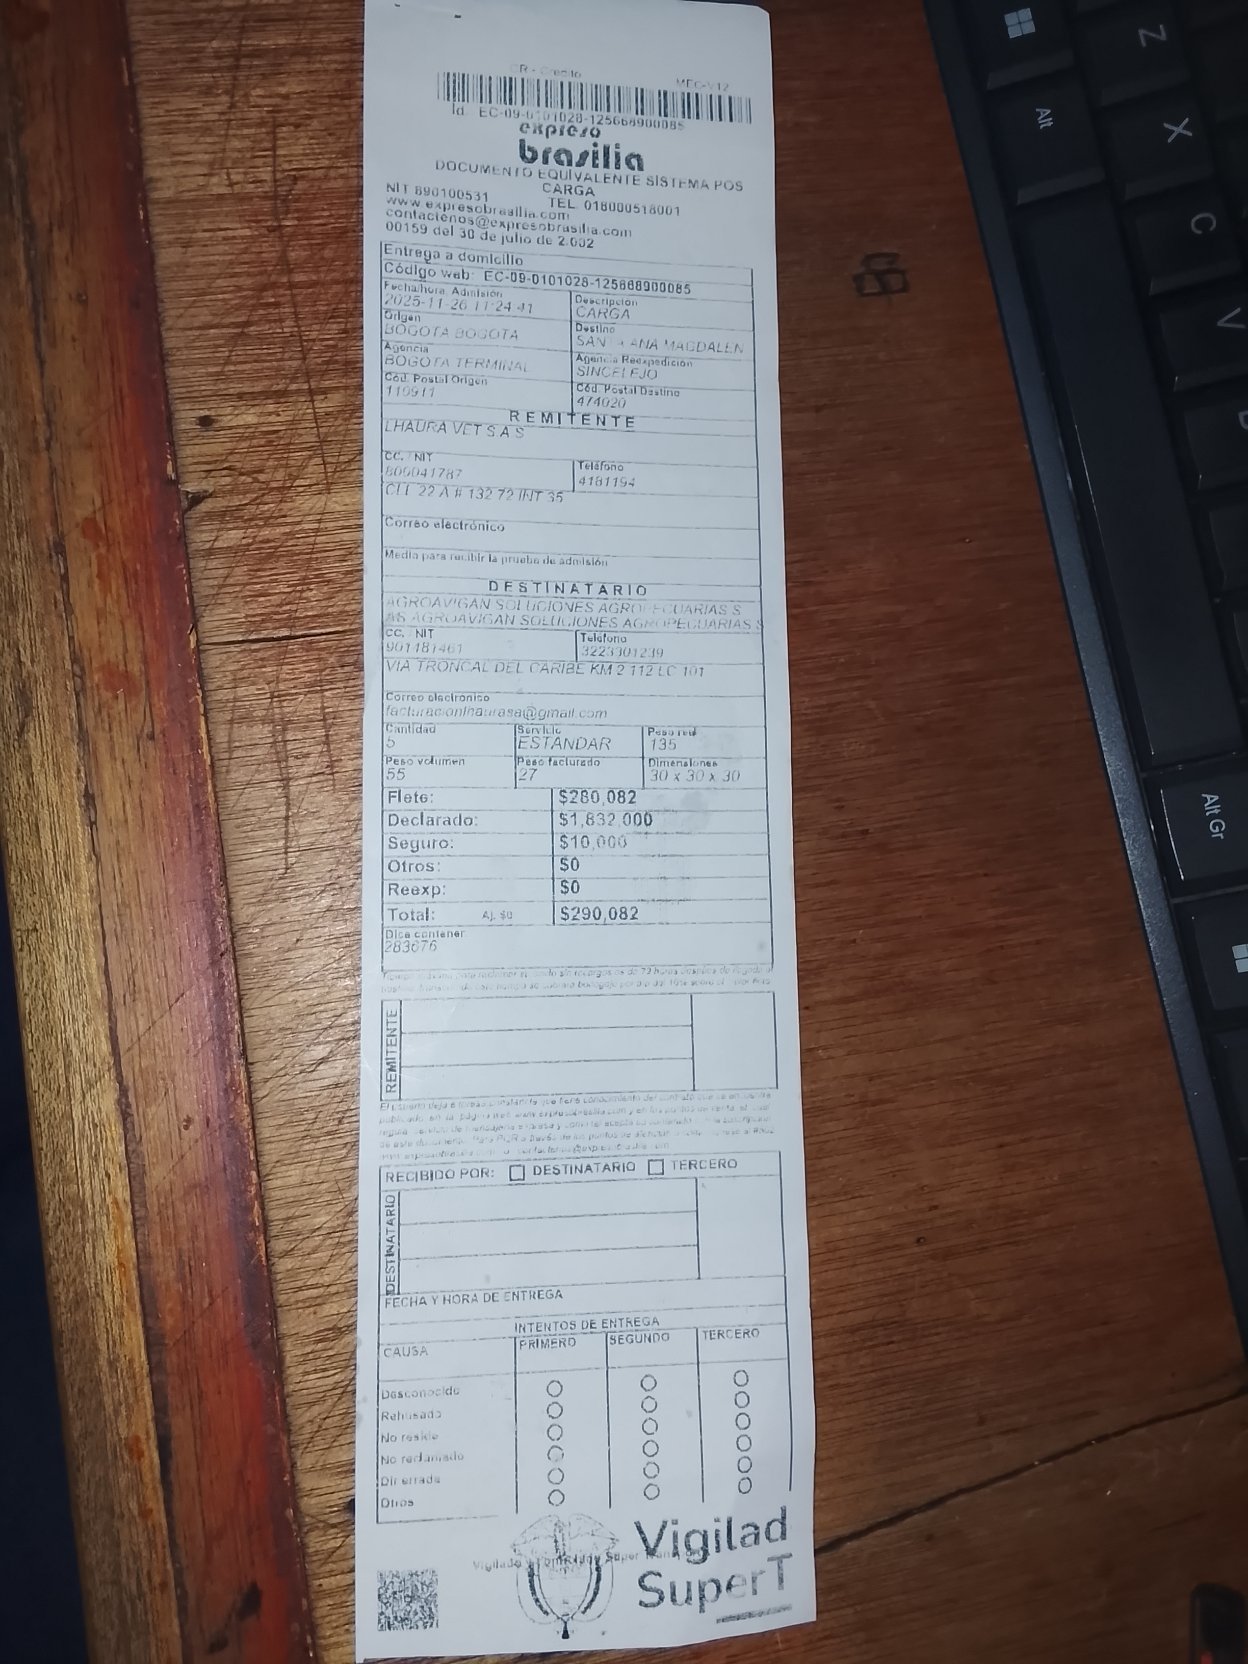 CR - Credito
MEC-V12
Id. EC-09-0101028-125668900085
expreso
brasilia
DOCUMENTO EQUIVALENTE SISTEMA POS
CARGA
NIT 890100531 TEL. 018000518001
www.expresobrasilia.com
contactenos@expresobrasilia.com
00159 del 30 de julio de 2.002
Entrega a domicilio
Código web: EC-09-0101028-125668900085
Fecha/hora Admisión Descripción
2025-11-26 11:24:41 CARGA
Origen Destino
BOGOTA BOGOTA SANTA ANA MAGDALEN
Agencia Agencia Reexpedición
BOGOTA TERMINAL SINCELEJO
Cód. Postal Origen Cód. Postal Destino
110911 474020
REMITENTE
LHAURA VET S A S
CC. / NIT Teléfono
800041787 4181194
CLL 22 A # 132 72 INT 35
Correo electrónico
Medio para recibir la prueba de admisión
DESTINATARIO
AGROAVIGAN SOLUCIONES AGROPECUARIAS S
AS AGROAVIGAN SOLUCIONES AGROPECUARIAS S
CC. / NIT Teléfono
901181461 3223301239
VIA TRONCAL DEL CARIBE KM 2 112 LC 101
Correo electrónico
facturacionlhaurasa@gmail.com
Cantidad Servicio Peso real
5 ESTANDAR 135
Peso volumen Peso facturado Dimensiones
55 27 30 x 30 x 30
Flete: $280,082
Declarado: $1,832,000
Seguro: $10,000
Otros: $0
Reexp: $0
Total: Aj. $0 $290,082
Dice contener
283676
REMITENTE
RECIBIDO POR: DESTINATARIO TERCERO
DESTINATARIO
FECHA Y HORA DE ENTREGA
INTENTOS DE ENTREGA
CAUSA PRIMERO SEGUNDO TERCERO
Desconocido
Rehusado
No reside
No reclamado
Dir errada
Otros
Vigilad
SuperT
Z
Alt
X
C
V
Alt Gr